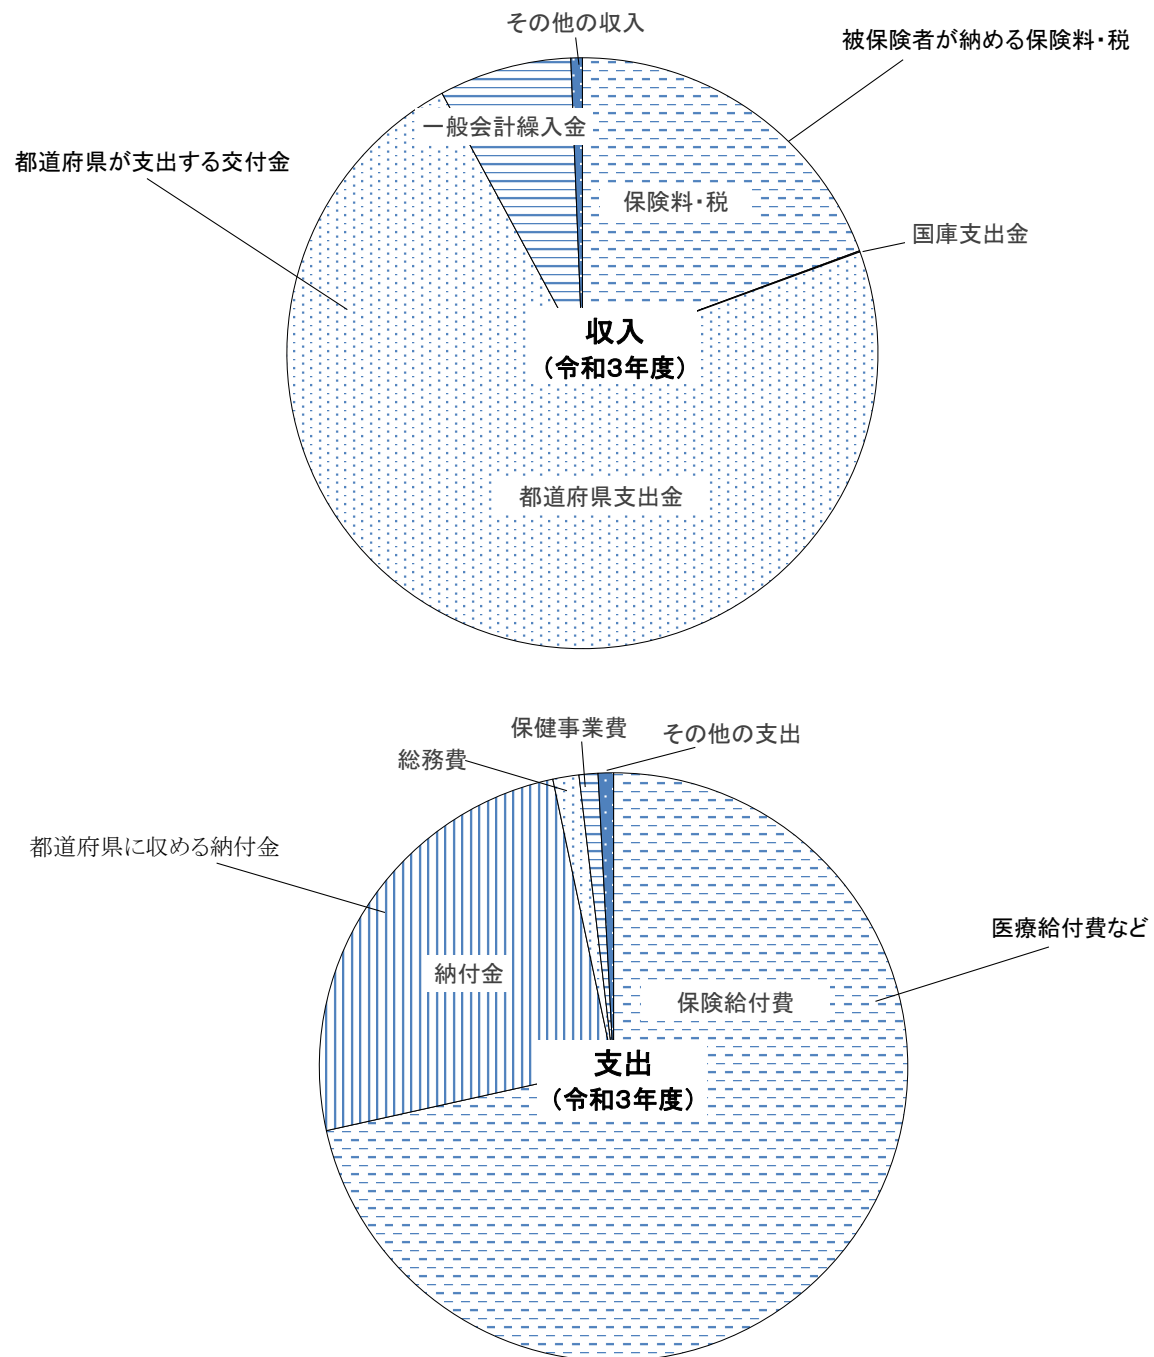 その他の収入
被保険者が納める保険料・税
一般会計繰入金
都道府県が支出する交付金
保険料・税
国庫支出金
収入
（令和３年度）
都道府県支出金
保健事業費
その他の支出
総務費
都道府県に収める納付金
医療給付費など
納付金
保険給付費
支出
（令和３年度）